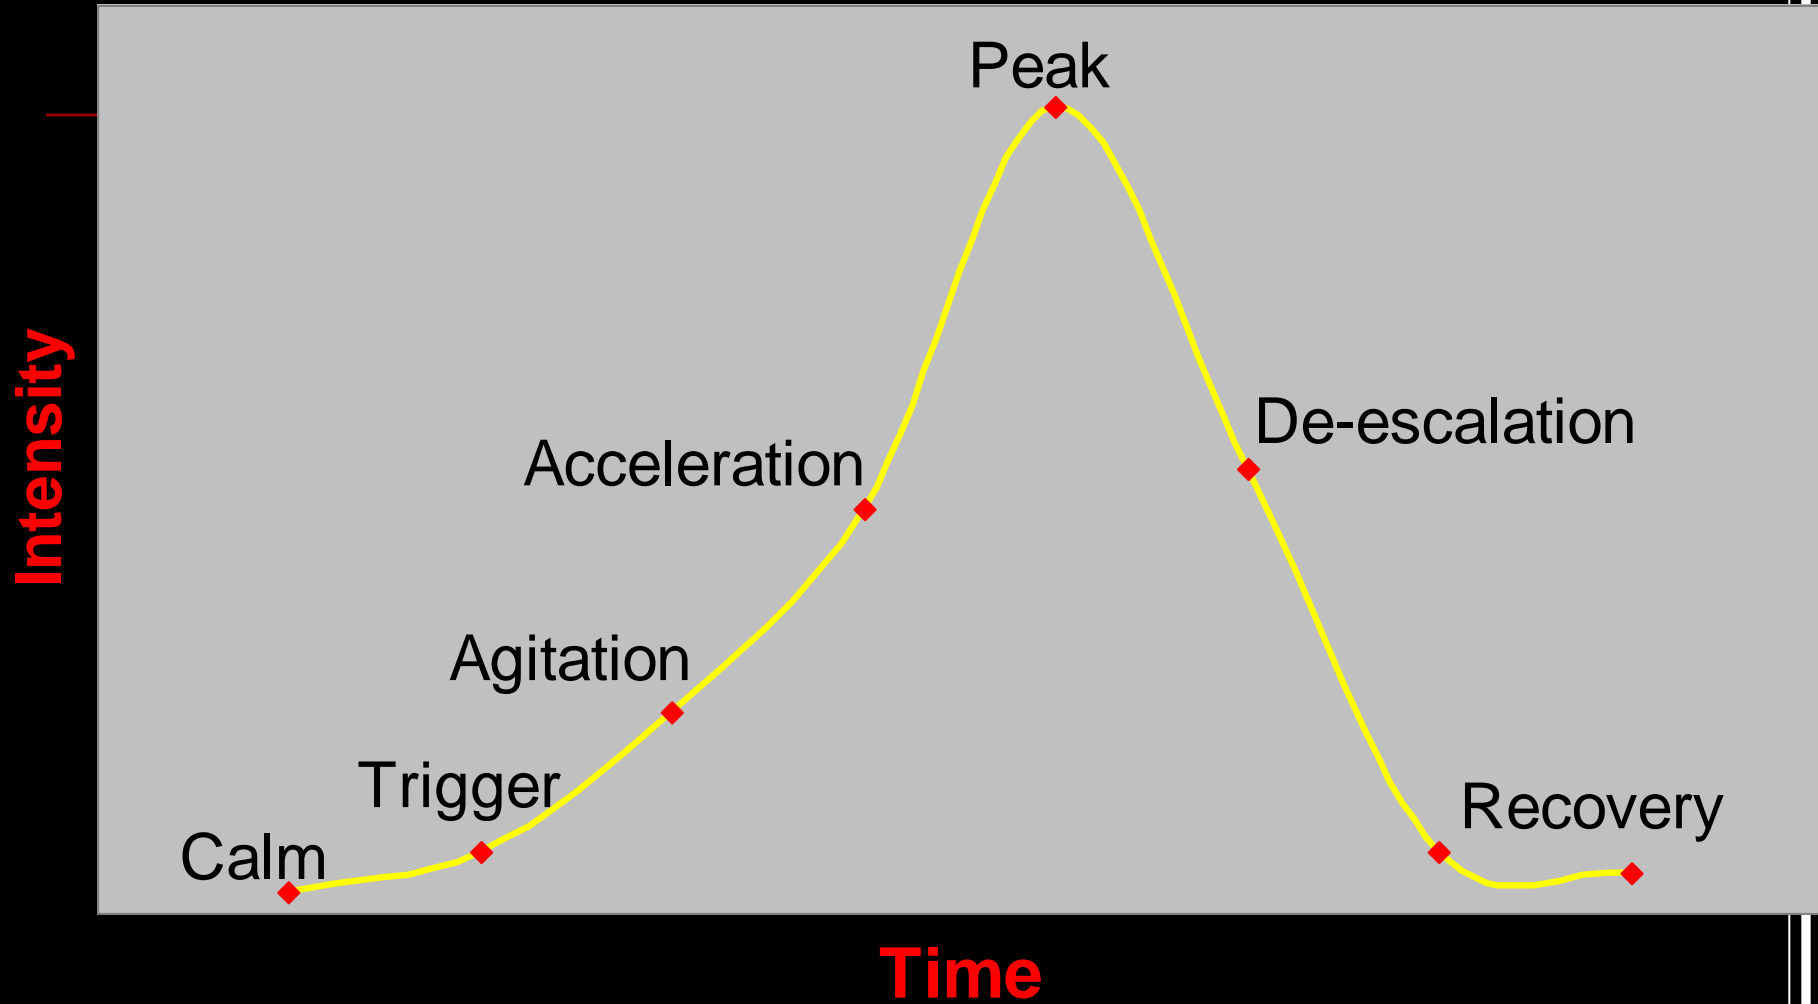 Peak
De-escalation
Acceleration
Agitation
Trigger
Recovery
Calm
Intensity
Time